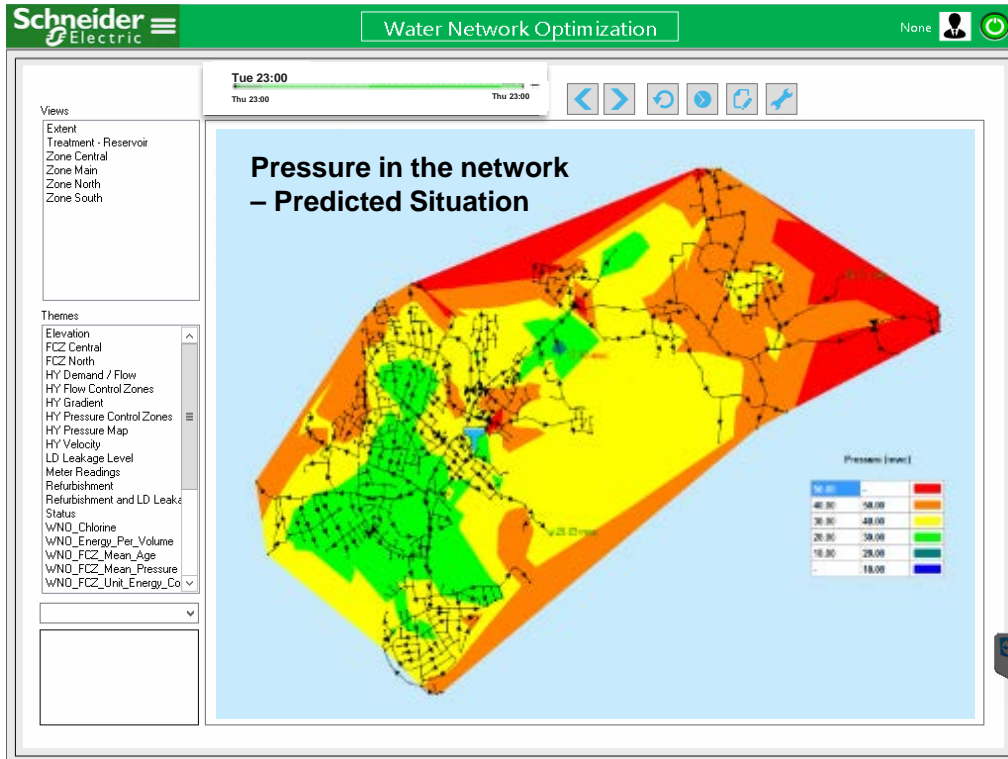 Schneider
Electric
Water Network Optimization
None
Tue 23:00
Thu 23:00
Thu 23:00
Views
Extent
Treatment - Reservoir
Zone Central
Zone Main
Zone North
Zone South
Pressure in the network
– Predicted Situation
Themes
Elevation
FCZ Central
FCZ North
HY Demand / Flow
HY Flow Control Zones
HY Gradient
HY Pressure Control Zones
HY Pressure Map
HY Velocity
LD Leakage Level
Meter Readings
Refurbishment
Refurbishment and LD Leaka
Status
WNO_Chlorine
WNO_Energy_Per_Volume
WNO_FCZ_Mean_Age
WNO_FCZ_Mean_Pressure
WNO_FCZ_Unit_Energy_Co
Pressure [mwc]
50.00 -
40.00 50.00
30.00 40.00
20.00 30.00
10.00 20.00
- 10.00